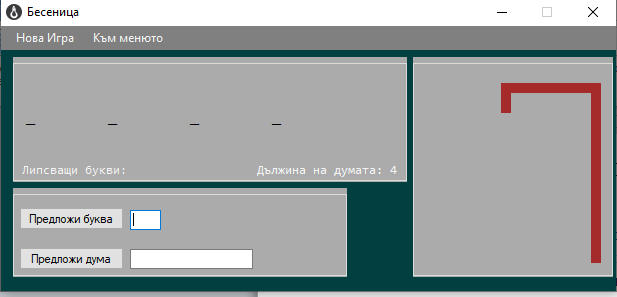 Бесеница
Нова Игра Към менюто
_ _ _ _
Липсващи букви: Дължина на думата: 4
Предложи буква
Предложи дума